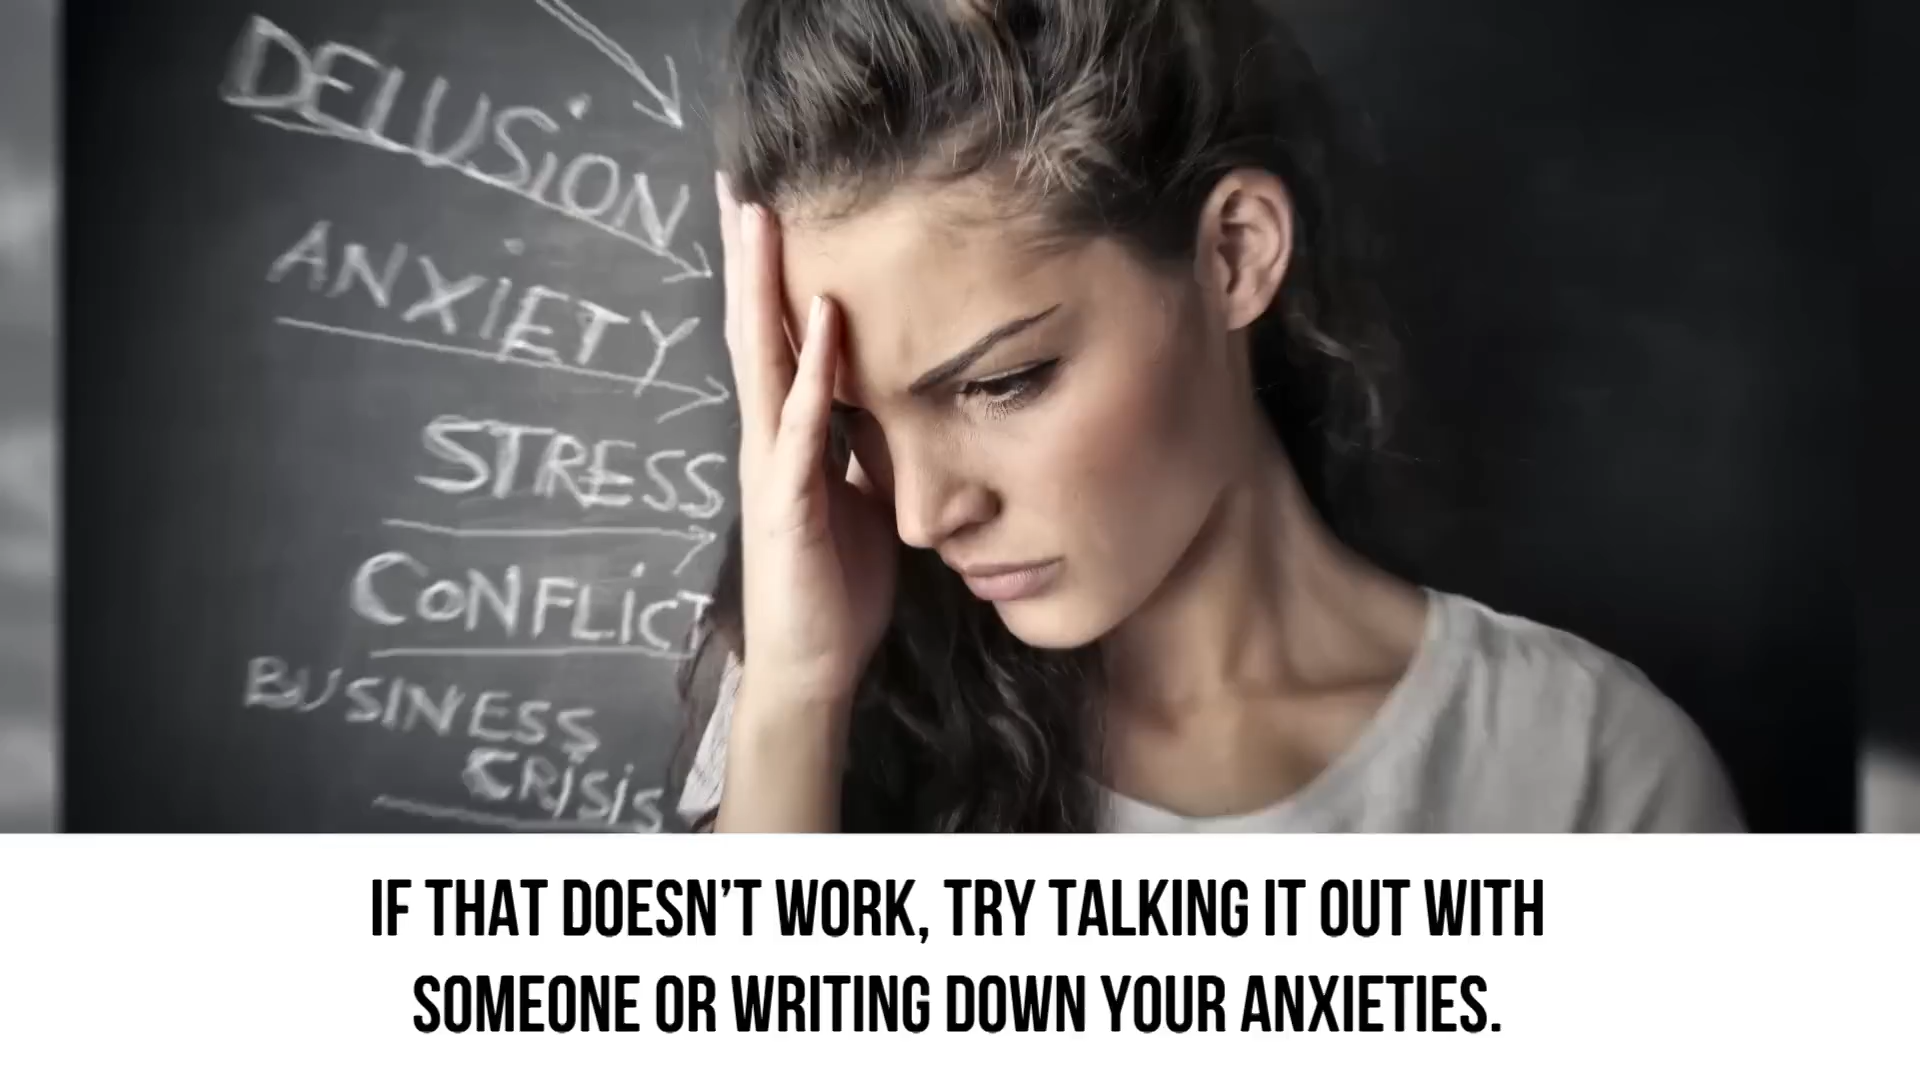 DELUSiON
ANXiETY
STRESS
CoNFLiCT
BUSINESS
CRiSiS
IF THAT DOESN’T WORK, TRY TALKING IT OUT WITH
SOMEONE OR WRITING DOWN YOUR ANXIETIES.